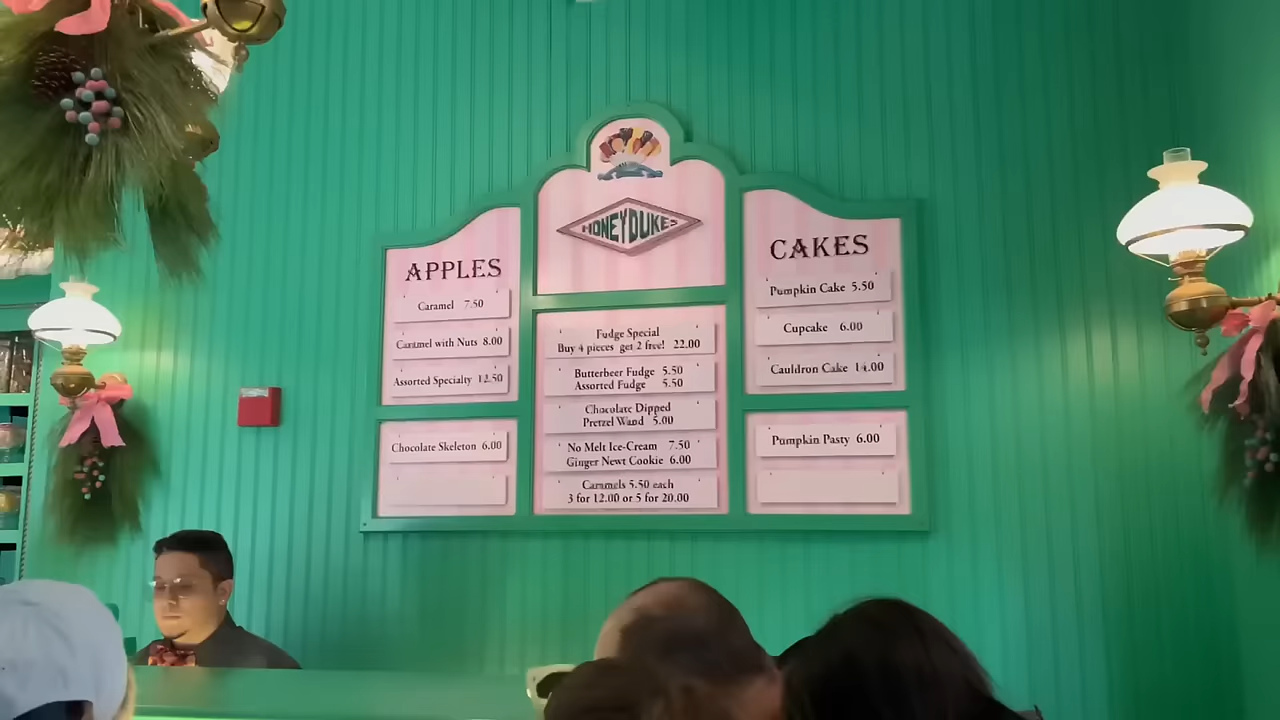 HONEYDUKES
APPLES
Caramel 7.50
Caramel with Nuts 8.00
Assorted Specialty 12.50
Chocolate Skeleton 6.00
Fudge Special
Buy 4 pieces get 2 free! 22.00
Butterbeer Fudge 5.50
Assorted Fudge 5.50
Chocolate Dipped
Pretzel Wand 5.00
No Melt Ice-Cream 7.50
Ginger Newt Cookie 6.00
Caramels 5.50 each
3 for 12.00 or 5 for 20.00
CAKES
Pumpkin Cake 5.50
Cupcake 6.00
Cauldron Cake 14.00
Pumpkin Pasty 6.00